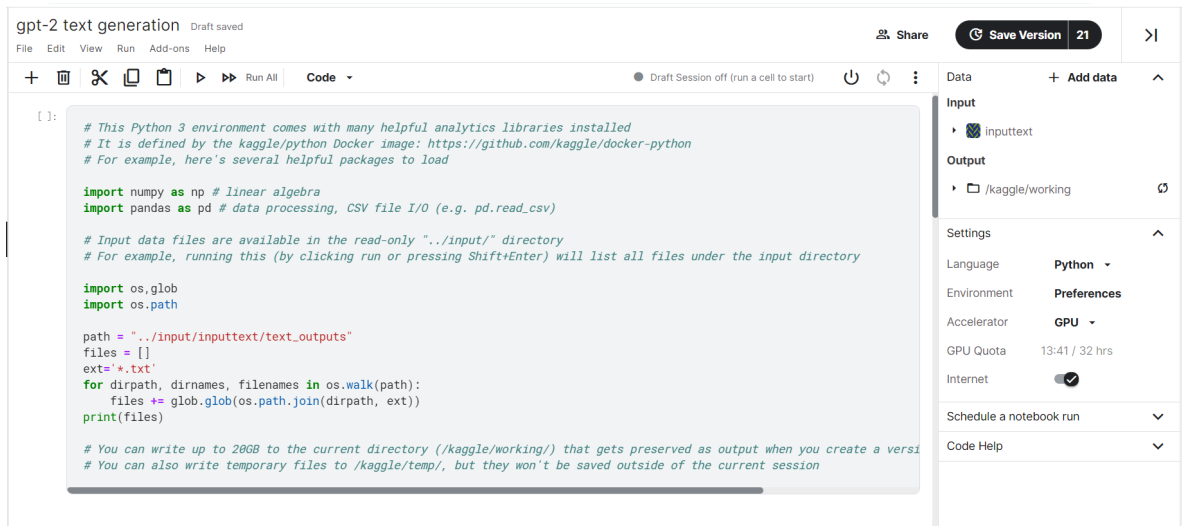 gpt-2 text generation Draft saved
File Edit View Run Add-ons Help
Share
Save Version 21
Run All Code
Draft Session off (run a cell to start)
[ ]:
# This Python 3 environment comes with many helpful analytics libraries installed
# It is defined by the kaggle/python Docker image: https://github.com/kaggle/docker-python
# For example, here's several helpful packages to load
import numpy as np # linear algebra
import pandas as pd # data processing, CSV file I/O (e.g. pd.read_csv)
# Input data files are available in the read-only "../input/" directory
# For example, running this (by clicking run or pressing Shift+Enter) will list all files under the input directory
import os,glob
import os.path
path = "../input/inputtext/text_outputs"
files = []
ext='*.txt'
for dirpath, dirnames, filenames in os.walk(path):
    files += glob.glob(os.path.join(dirpath, ext))
print(files)
# You can write up to 20GB to the current directory (/kaggle/working/) that gets preserved as output when you create a versi
# You can also write temporary files to /kaggle/temp/, but they won't be saved outside of the current session
Data + Add data
Input
inputtext
Output
/kaggle/working
Settings
Language Python
Environment Preferences
Accelerator GPU
GPU Quota 13:41 / 32 hrs
Internet
Schedule a notebook run
Code Help